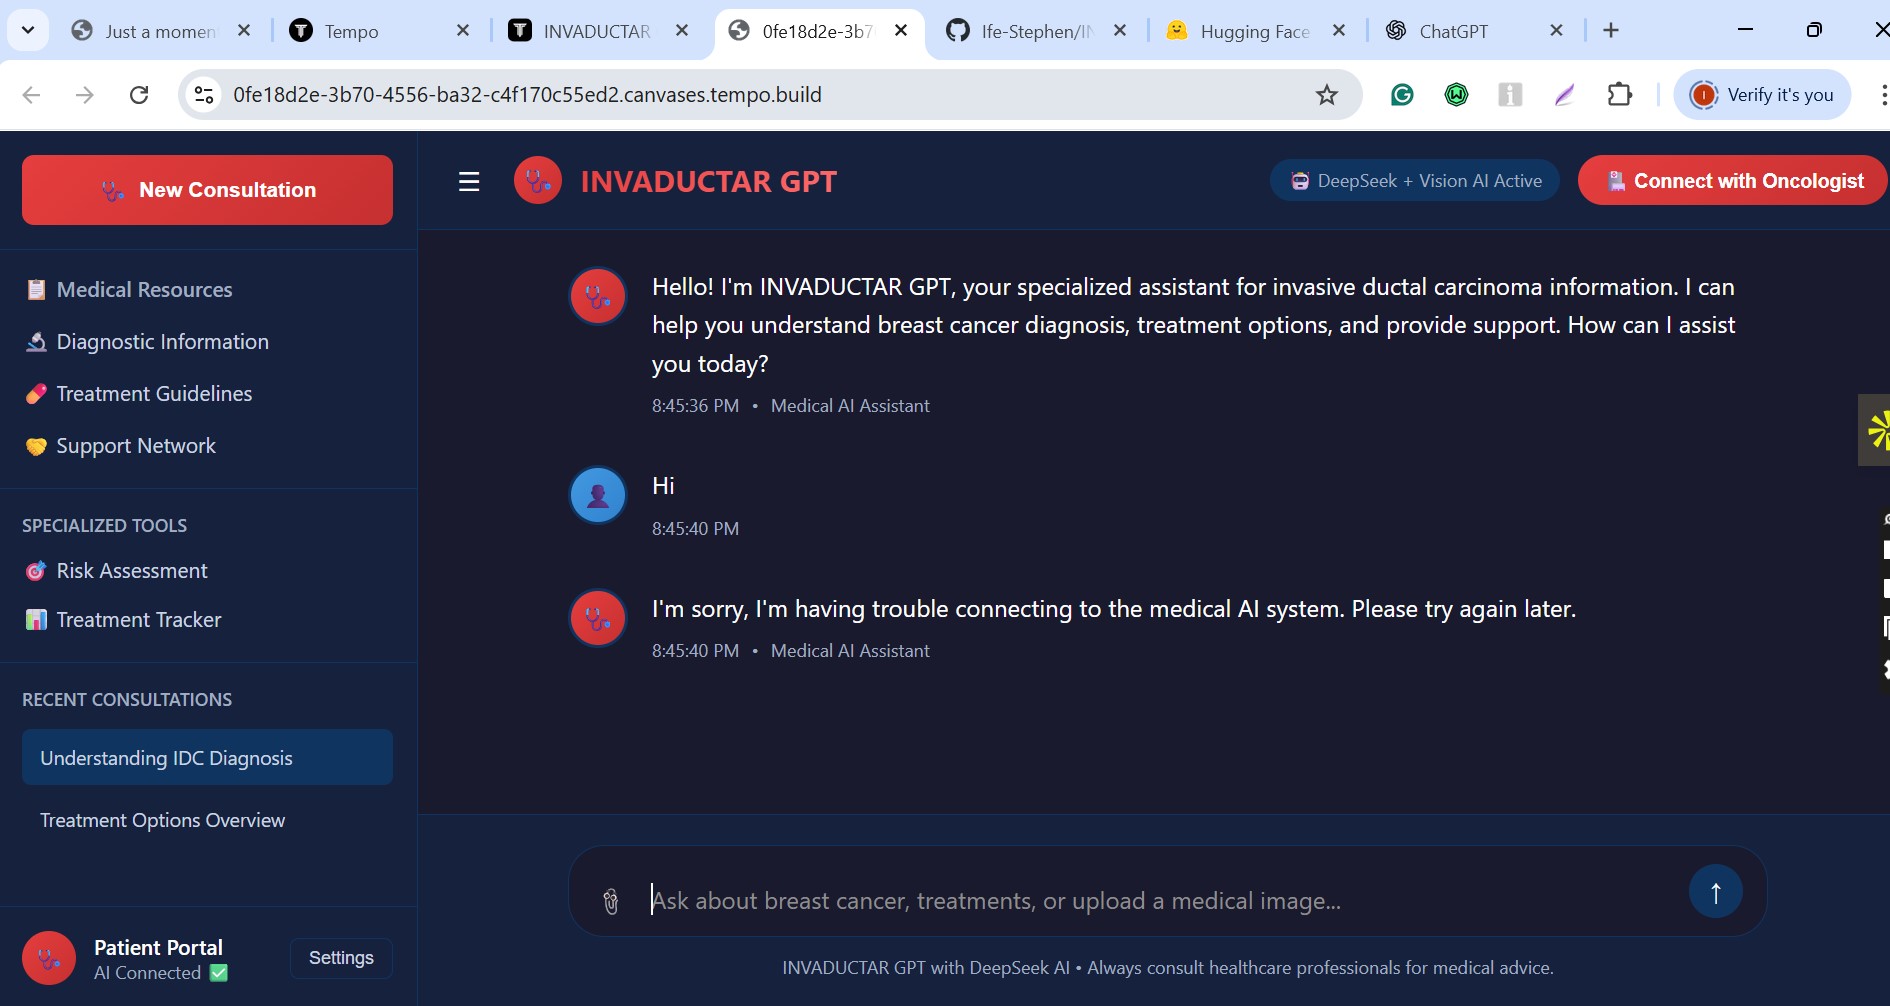 Just a momen
Tempo
INVADUCTAR
0fe18d2e-3b7
Ife-Stephen/IN
Hugging Face
ChatGPT
0fe18d2e-3b70-4556-ba32-c4f170c55ed2.canvases.tempo.build
Verify it's you
New Consultation
Medical Resources
Diagnostic Information
Treatment Guidelines
Support Network
SPECIALIZED TOOLS
Risk Assessment
Treatment Tracker
RECENT CONSULTATIONS
Understanding IDC Diagnosis
Treatment Options Overview
Patient Portal
AI Connected
Settings
INVADUCTAR GPT
DeepSeek + Vision AI Active
Connect with Oncologist
Hello! I'm INVADUCTAR GPT, your specialized assistant for invasive ductal carcinoma information. I can
help you understand breast cancer diagnosis, treatment options, and provide support. How can I assist
you today?
8:45:36 PM • Medical AI Assistant
Hi
8:45:40 PM
I'm sorry, I'm having trouble connecting to the medical AI system. Please try again later.
8:45:40 PM • Medical AI Assistant
Ask about breast cancer, treatments, or upload a medical image...
INVADUCTAR GPT with DeepSeek AI • Always consult healthcare professionals for medical advice.